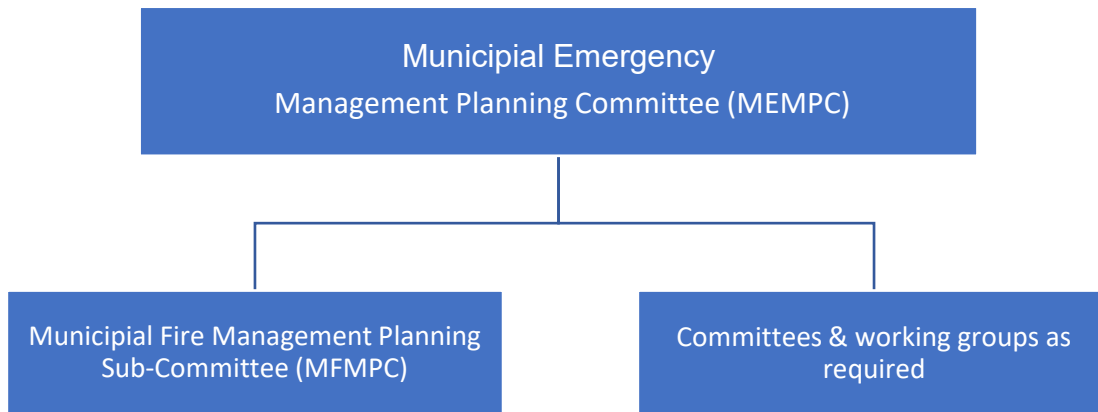 Municipial Emergency
Management Planning Committee (MEMPC)
Municipial Fire Management Planning
Sub-Committee (MFMPC)
Committees & working groups as
required